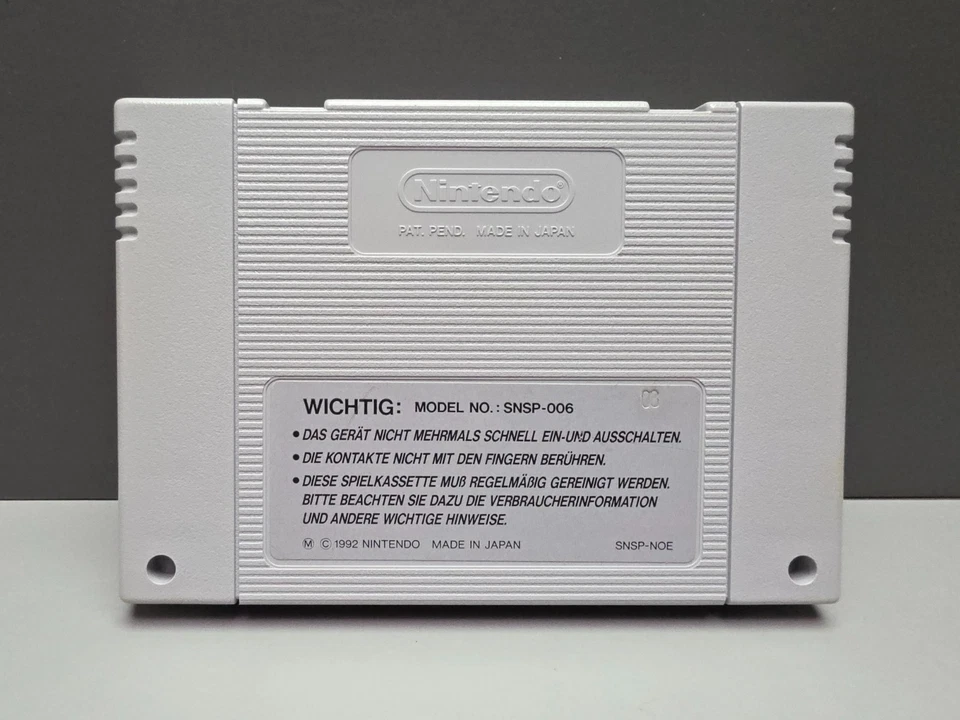 Nintendo®
PAT. PEND. MADE IN JAPAN
WICHTIG: MODEL NO.: SNSP-006
• DAS GERÄT NICHT MEHRMALS SCHNELL EIN-UND AUSSCHALTEN.
• DIE KONTAKTE NICHT MIT DEN FINGERN BERÜHREN.
• DIESE SPIELKASSETTE MUß REGELMÄßIG GEREINIGT WERDEN.
BITTE BEACHTEN SIE DAZU DIE VERBRAUCHERINFORMATION
UND ANDERE WICHTIGE HINWEISE.
Ⓜ © 1992 NINTENDO MADE IN JAPAN SNSP-NOE